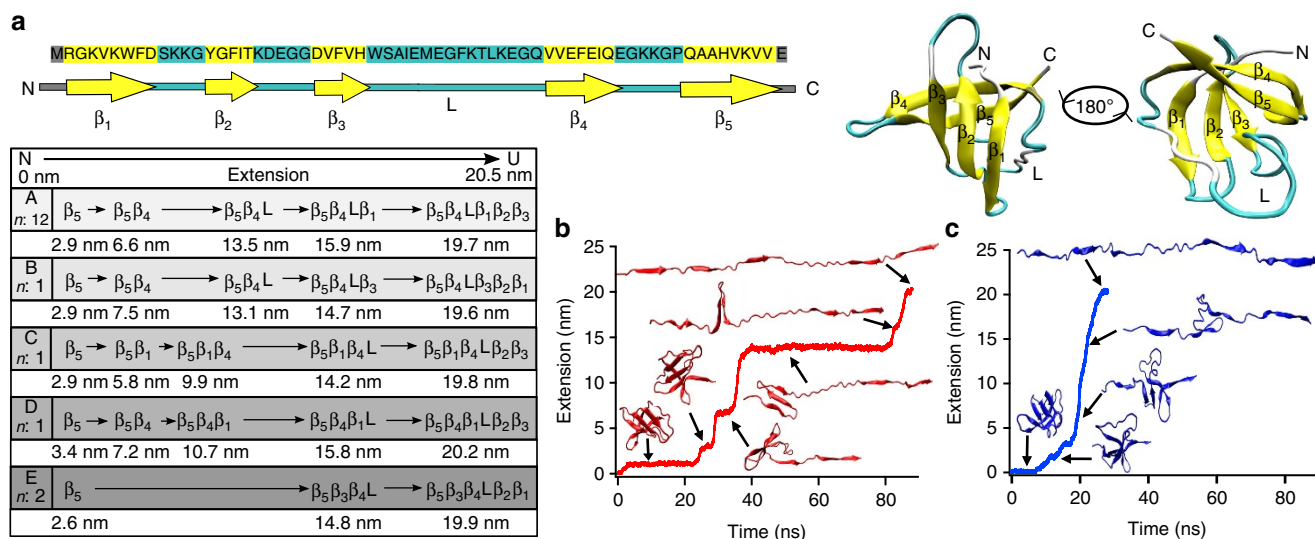 a
MRGKVKWFDSKKGYGFITKDEGGDVFVHWSAIEMEGFKTLKEGQVVEFEIQEGKKGPQAAHVKVVE
N C
β1 β2 β3 L β4 β5
N U
0 nm Extension 20.5 nm
A
n: 12
β5 → β5β4 → β5β4L → β5β4Lβ1 → β5β4Lβ1β2β3
2.9 nm 6.6 nm 13.5 nm 15.9 nm 19.7 nm
B
n: 1
β5 → β5β4 → β5β4L → β5β4Lβ3 → β5β4Lβ3β2β1
2.9 nm 7.5 nm 13.1 nm 14.7 nm 19.6 nm
C
n: 1
β5 → β5β1 → β5β1β4 → β5β1β4L → β5β1β4Lβ2β3
2.9 nm 5.8 nm 9.9 nm 14.2 nm 19.8 nm
D
n: 1
β5 → β5β4 → β5β4β1 → β5β4β1L → β5β4β1Lβ2β3
3.4 nm 7.2 nm 10.7 nm 15.8 nm 20.2 nm
E
n: 2
β5 → β5β3β4L → β5β3β4Lβ2β1
2.6 nm 14.8 nm 19.9 nm
N C
β4 β3 β5
β2 β1
L
180°
C
N
β4
β5
β1 β2 β3
L
b
25
20
15
10
5
0
Extension (nm)
0 20 40 60 80
Time (ns)
c
25
20
15
10
5
0
Extension (nm)
0 20 40 60 80
Time (ns)